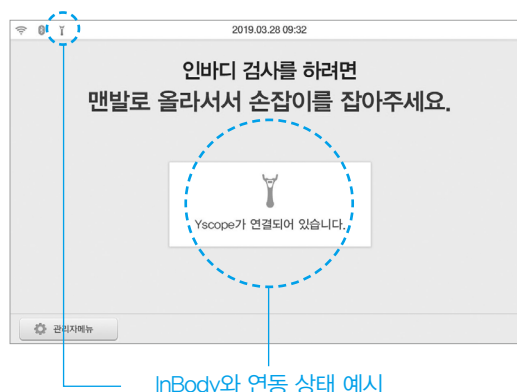 2019.03.28 09:32
인바디 검사를 하려면
맨발로 올라서서 손잡이를 잡아주세요.
Yscope가 연결되어 있습니다.
관리자메뉴
InBody와 연동 상태 예시